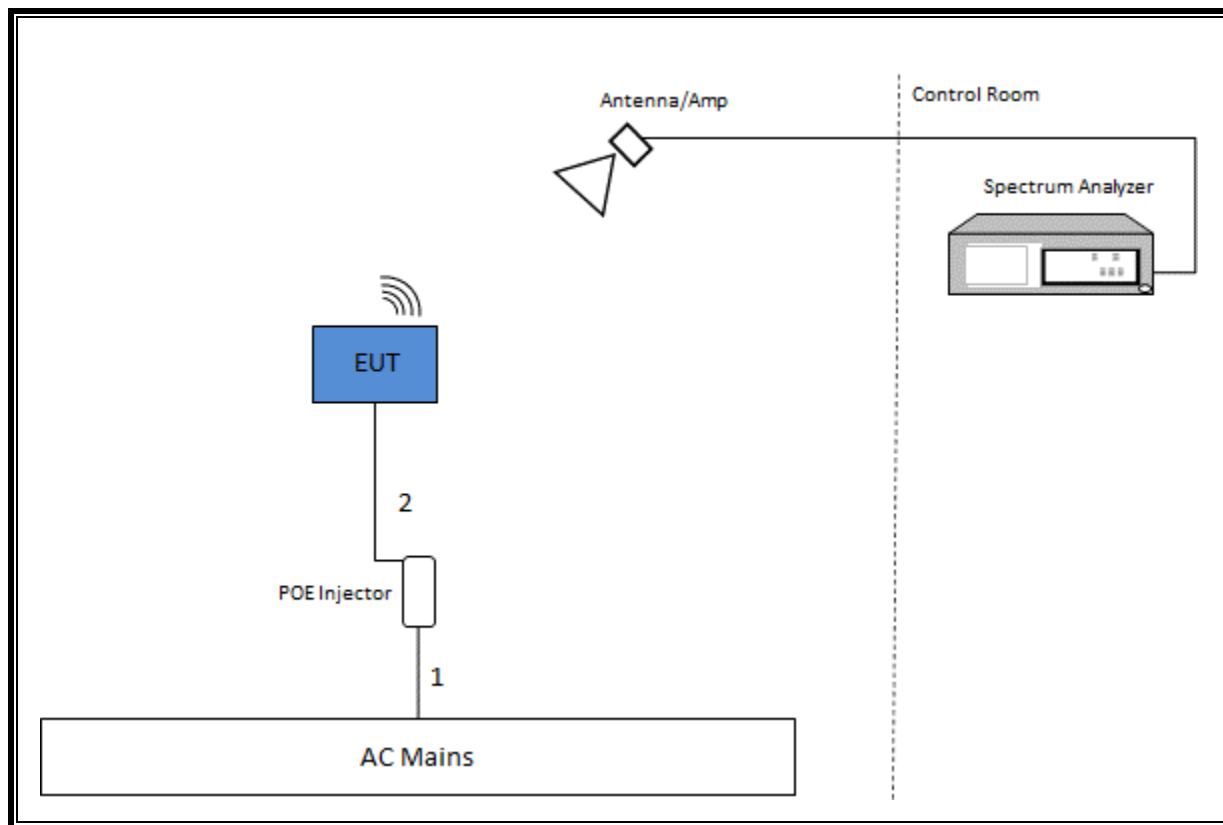 Antenna/Amp
Control Room
Spectrum Analyzer
EUT
2
POE Injector
1
AC Mains